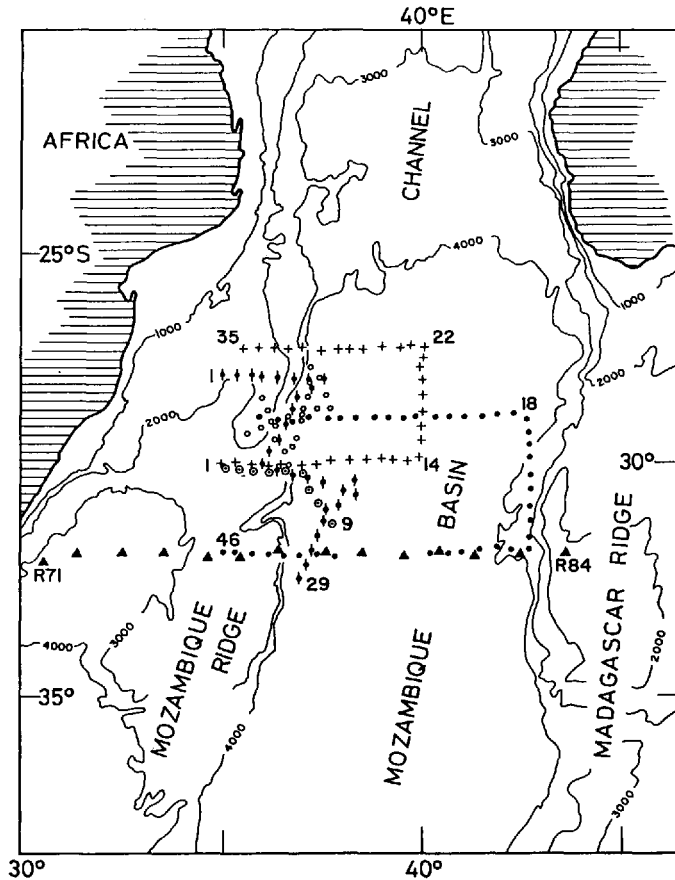 40°E
3000
AFRICA
CHANNEL
3000
25°S
4000
1000
1000
35
22
1
2000
2000
18
1
14
30°
BASIN
9
46
R71
29
R84
3000
4000
MOZAMBIQUE
RIDGE
MOZAMBIQUE
MADAGASCAR RIDGE
2000
35°
4000
1000
3000
30°
40°